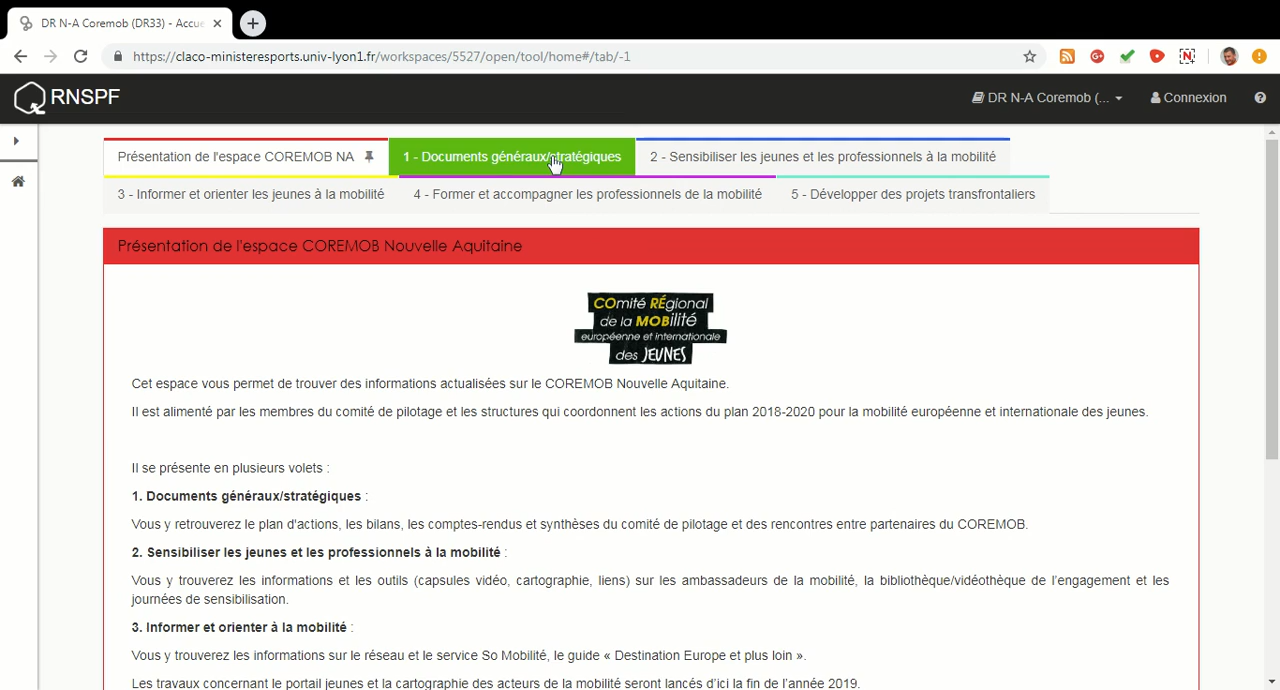 DR N-A Coremob (DR33) - Accue
https://claco-ministeresports.univ-lyon1.fr/workspaces/5527/open/tool/home#/tab/-1
RNSPF
DR N-A Coremob (...
Connexion
Présentation de l'espace COREMOB NA
1 - Documents généraux/stratégiques
2 - Sensibiliser les jeunes et les professionnels à la mobilité
3 - Informer et orienter les jeunes à la mobilité
4 - Former et accompagner les professionnels de la mobilité
5 - Développer des projets transfrontaliers
Présentation de l'espace COREMOB Nouvelle Aquitaine
COmité RÉgional
de la MOBilité
européenne et internationale
des JEUNES
Cet espace vous permet de trouver des informations actualisées sur le COREMOB Nouvelle Aquitaine.
Il est alimenté par les membres du comité de pilotage et les structures qui coordonnent les actions du plan 2018-2020 pour la mobilité européenne et internationale des jeunes.
Il se présente en plusieurs volets :
1. Documents généraux/stratégiques :
Vous y retrouverez le plan d'actions, les bilans, les comptes-rendus et synthèses du comité de pilotage et des rencontres entre partenaires du COREMOB.
2. Sensibiliser les jeunes et les professionnels à la mobilité :
Vous y trouverez les informations et les outils (capsules vidéo, cartographie, liens) sur les ambassadeurs de la mobilité, la bibliothèque/vidéothèque de l'engagement et les
journées de sensibilisation.
3. Informer et orienter à la mobilité :
Vous y trouverez les informations sur le réseau et le service So Mobilité, le guide « Destination Europe et plus loin ».
Les travaux concernant le portail jeunes et la cartographie des acteurs de la mobilité seront lancés d'ici la fin de l'année 2019.